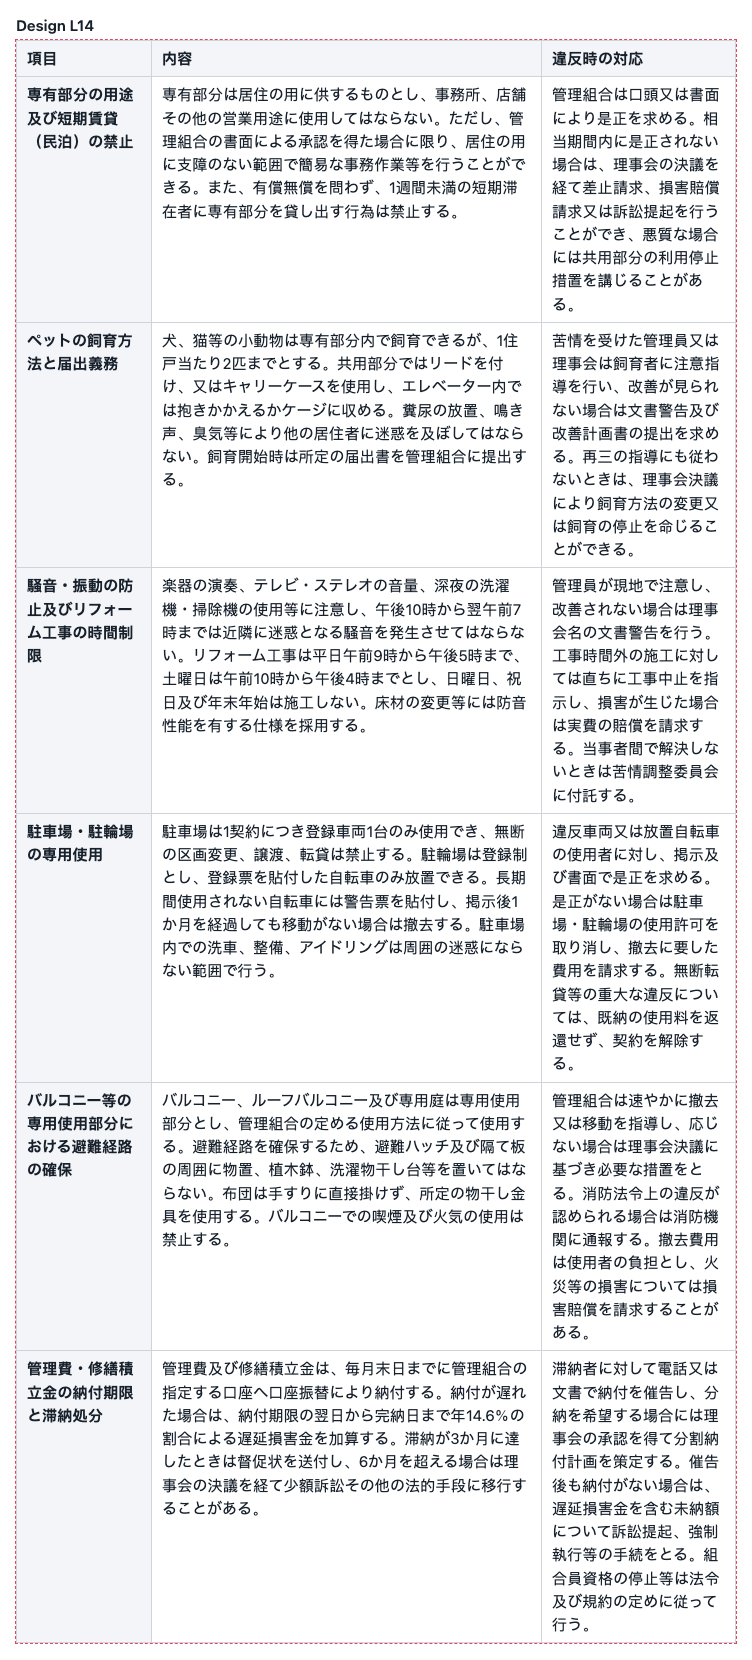 Design L14
項目
内容
違反時の対応
専有部分の用途
及び短期賃貸
（民泊）の禁止
専有部分は居住の用に供するものとし、事務所、店舗
その他の営業用途に使用してはならない。ただし、管
理組合の書面による承認を得た場合に限り、居住の用
に支障のない範囲で簡易な事務作業等を行うことがで
きる。また、有償無償を問わず、1週間未満の短期滞
在者に専有部分を貸し出す行為は禁止する。
管理組合は口頭又は書面
により是正を求める。相
当期間内に是正されない
場合は、理事会の決議を
経て差止請求、損害賠償
請求又は訴訟提起を行う
ことができ、悪質な場合
には共用部分の利用停止
措置を講じることがあ
る。
ペットの飼育方
法と届出義務
犬、猫等の小動物は専有部分内で飼育できるが、1住
戸当たり2匹までとする。共用部分ではリードを付
け、又はキャリーケースを使用し、エレベーター内で
は抱きかかえるかケージに収める。糞尿の放置、鳴き
声、臭気等により他の居住者に迷惑を及ぼしてはなら
ない。飼育開始時は所定の届出書を管理組合に提出す
る。
苦情を受けた管理員又は
理事会は飼育者に注意指
導を行い、改善が見られ
ない場合は文書警告及び
改善計画書の提出を求め
る。再三の指導にも従わ
ないときは、理事会決議
により飼育方法の変更又
は飼育の停止を命じるこ
とができる。
騒音・振動の防
止及びリフォー
ム工事の時間制
限
楽器の演奏、テレビ・ステレオの音量、深夜の洗濯
機・掃除機の使用等に注意し、午後10時から翌午前7
時までは近隣に迷惑となる騒音を発生させてはならな
い。リフォーム工事は平日午前9時から午後5時まで、
土曜日は午前10時から午後4時までとし、日曜日、祝
日及び年末年始は施工しない。床材の変更等には防音
性能を有する仕様を採用する。
管理員が現地で注意し、
改善されない場合は理事
会名の文書警告を行う。
工事時間外の施工に対し
ては直ちに工事中止を指
示し、損害が生じた場合
は実費の賠償を請求す
る。当事者間で解決しな
いときは苦情調整委員会
に付託する。
駐車場・駐輪場
の専用使用
駐車場は1契約につき登録車両1台のみ使用でき、無断
の区画変更、譲渡、転貸は禁止する。駐輪場は登録制
とし、登録票を貼付した自転車のみ放置できる。長期
間使用されない自転車には警告票を貼付し、掲示後1
か月を経過しても移動がない場合は撤去する。駐車場
内での洗車、整備、アイドリングは周囲の迷惑になら
ない範囲で行う。
違反車両又は放置自転車
の使用者に対し、掲示及
び書面で是正を求める。
是正がない場合は駐車
場・駐輪場の使用許可を
取り消し、撤去に要した
費用を請求する。無断転
貸等の重大な違反につい
ては、既納の使用料を返
還せず、契約を解除す
る。
バルコニー等の
専用使用部分に
おける避難経路
の確保
バルコニー、ルーフバルコニー及び専用庭は専用使用
部分とし、管理組合の定める使用方法に従って使用す
る。避難経路を確保するため、避難ハッチ及び隔て板
の周囲に物置、植木鉢、洗濯物干し台等を置いてはな
らない。布団は手すりに直接掛けず、所定の物干し金
具を使用する。バルコニーでの喫煙及び火気の使用は
禁止する。
管理組合は速やかに撤去
又は移動を指導し、応じ
ない場合は理事会決議に
基づき必要な措置をと
る。消防法令上の違反が
認められる場合は消防機
関に通報する。撤去費用
は使用者の負担とし、火
災等の損害については損
害賠償を請求することが
ある。
管理費・修繕積
立金の納付期限
と滞納処分
管理費及び修繕積立金は、毎月末日までに管理組合の
指定する口座へ口座振替により納付する。納付が遅れ
た場合は、納付期限の翌日から完納日まで年14.6%の
割合による遅延損害金を加算する。滞納が3か月に達
したときは督促状を送付し、6か月を超える場合は理
事会の決議を経て少額訴訟その他の法的手段に移行す
ることがある。
滞納者に対して電話又は
文書で納付を催告し、分
納を希望する場合には理
事会の承認を得て分割納
付計画を策定する。催告
後も納付がない場合は、
遅延損害金を含む未納額
について訴訟提起、強制
執行等の手続をとる。組
合員資格の停止等は法令
及び規約の定めに従って
行う。